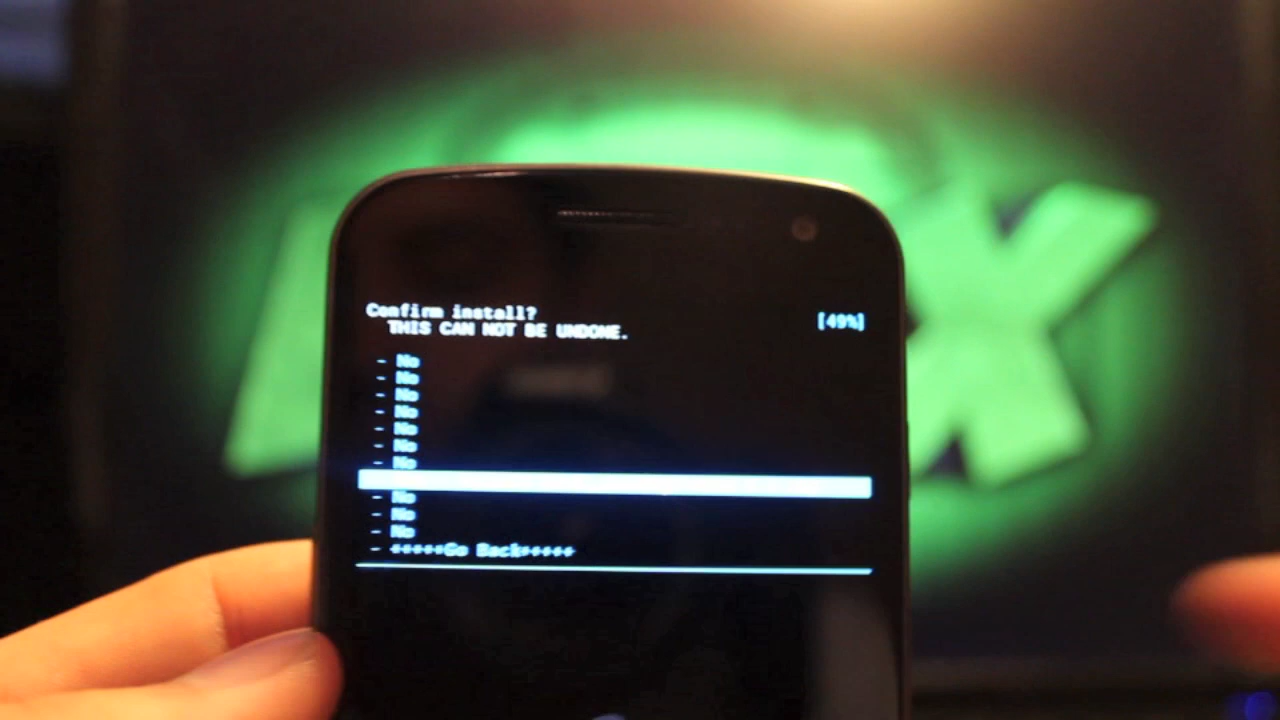 Confirm install?
THIS CAN NOT BE UNDONE.
[49%]
- No
- No
- No
- No
- No
- No
- No
- No
- No
- No
- +++++Go Back+++++
X